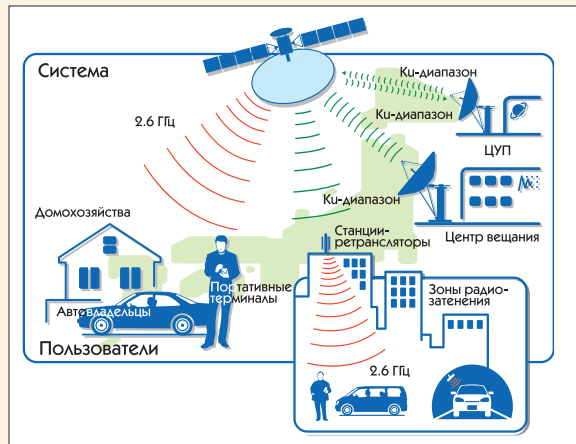 Система
Ku-диапазон
Ku-диапазон
2.6 ГГц
ЦУП
Ku-диапазон
Домохозяйства
Станции-
ретрансляторы
Центр вещания
Портативные
терминалы
Автовладельцы
Зоны радио-
затенения
Пользователи
2.6 ГГц